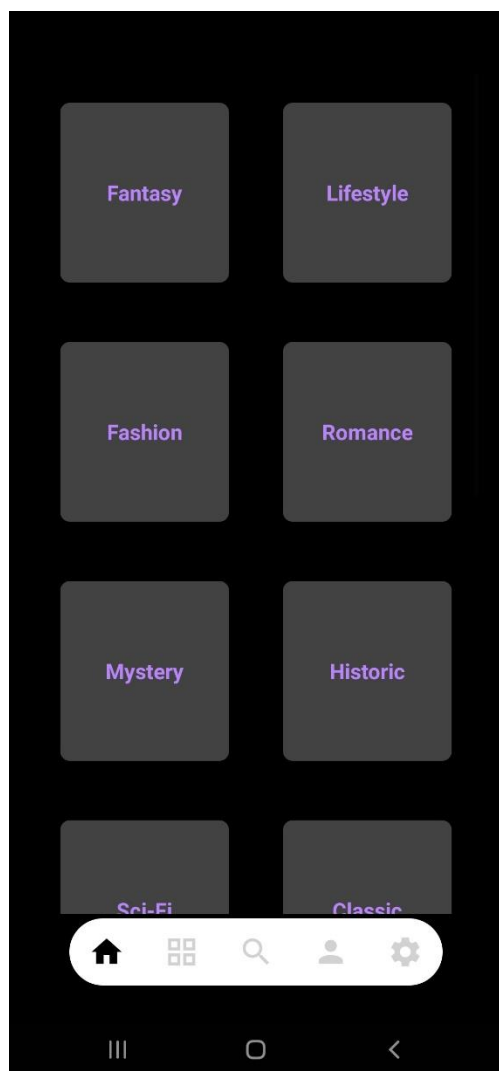 Fantasy
Lifestyle
Fashion
Romance
Mystery
Historic
Sci-Fi
Classic